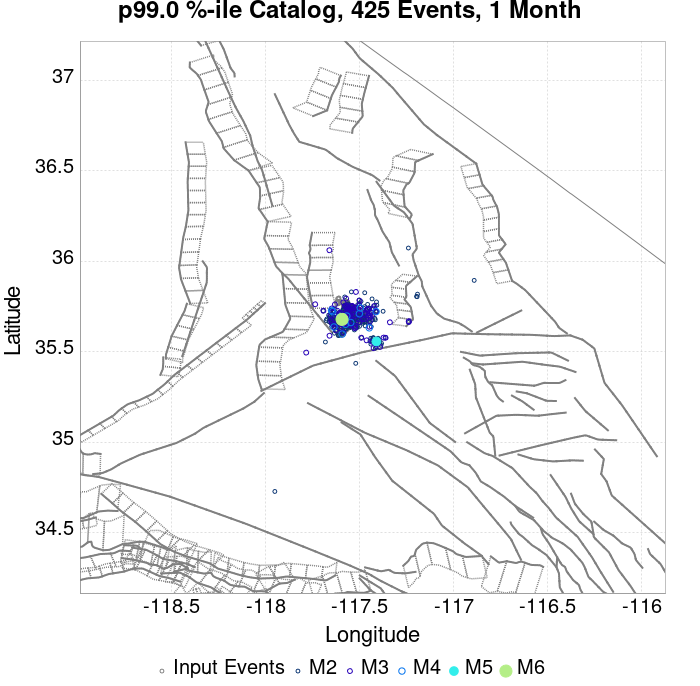 p99.0 %-ile Catalog, 425 Events, 1 Month
37
36.5
36
35.5
35
34.5
Latitude
-118.5 -118 -117.5 -117 -116.5 -116
Longitude
Input Events M2 M3 M4 M5 M6